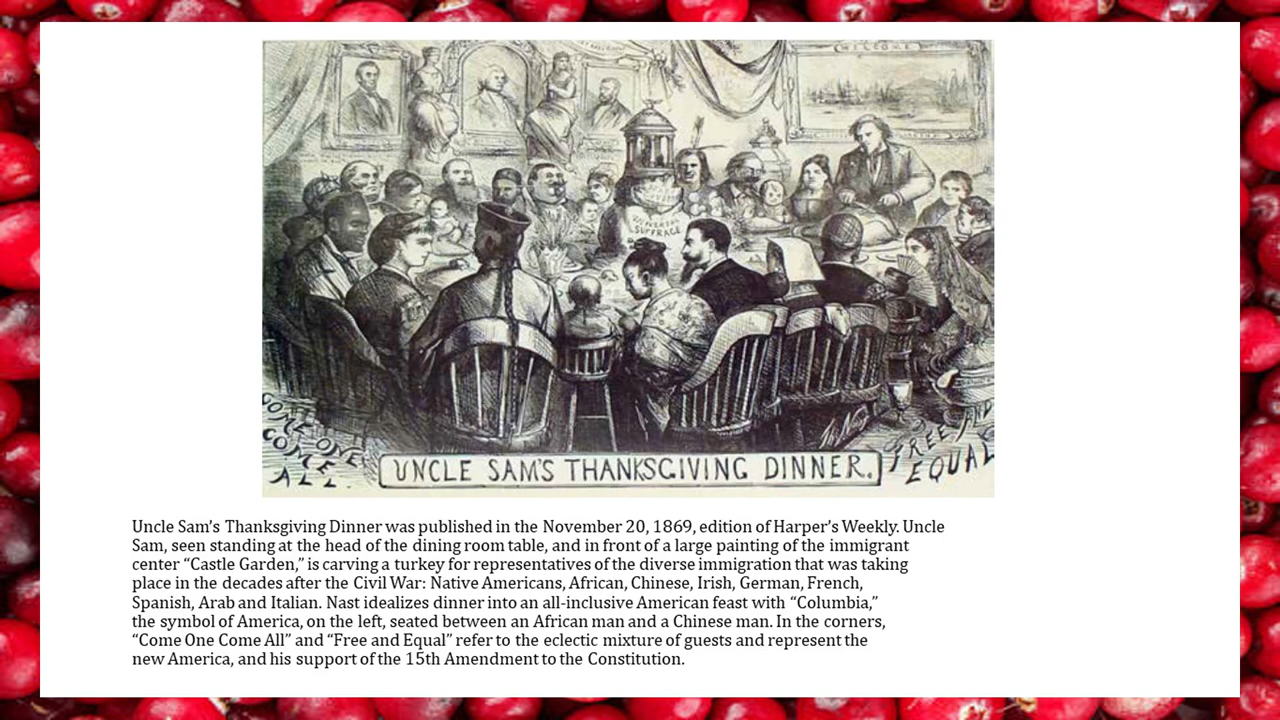 WELCOME
UNIVERSAL
SUFFRAGE
COME ONE
COME
ALL.
FREE AND
EQUAL
UNCLE SAM'S THANKSGIVING DINNER.
Uncle Sam’s Thanksgiving Dinner was published in the November 20, 1869, edition of Harper’s Weekly. Uncle
Sam, seen standing at the head of the dining room table, and in front of a large painting of the immigrant
center “Castle Garden,” is carving a turkey for representatives of the diverse immigration that was taking
place in the decades after the Civil War: Native Americans, African, Chinese, Irish, German, French,
Spanish, Arab and Italian. Nast idealizes dinner into an all-inclusive American feast with “Columbia,”
the symbol of America, on the left, seated between an African man and a Chinese man. In the corners,
“Come One Come All” and “Free and Equal” refer to the eclectic mixture of guests and represent the
new America, and his support of the 15th Amendment to the Constitution.